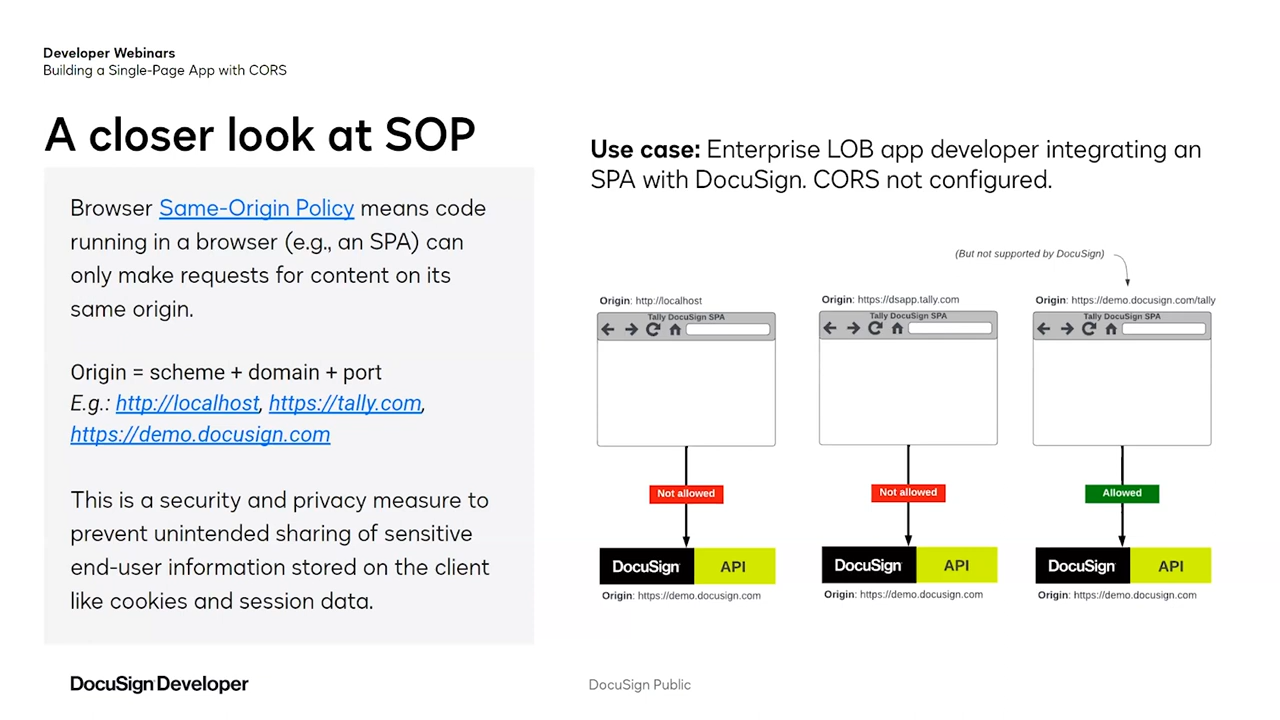 Developer Webinars
Building a Single-Page App with CORS
A closer look at SOP
Browser Same-Origin Policy means code
running in a browser (e.g., an SPA) can
only make requests for content on its
same origin.
Origin = scheme + domain + port
E.g.: http://localhost, https://tally.com,
https://demo.docusign.com
This is a security and privacy measure to
prevent unintended sharing of sensitive
end-user information stored on the client
like cookies and session data.
Use case: Enterprise LOB app developer integrating an
SPA with DocuSign. CORS not configured.
(But not supported by DocuSign)
Origin: http://localhost
Tally DocuSign SPA
Not allowed
DocuSign API
Origin: https://demo.docusign.com
Origin: https://dsapp.tally.com
Tally DocuSign SPA
Not allowed
DocuSign API
Origin: https://demo.docusign.com
Origin: https://demo.docusign.com/tally
Tally DocuSign SPA
Allowed
DocuSign API
Origin: https://demo.docusign.com
DocuSign Developer
DocuSign Public